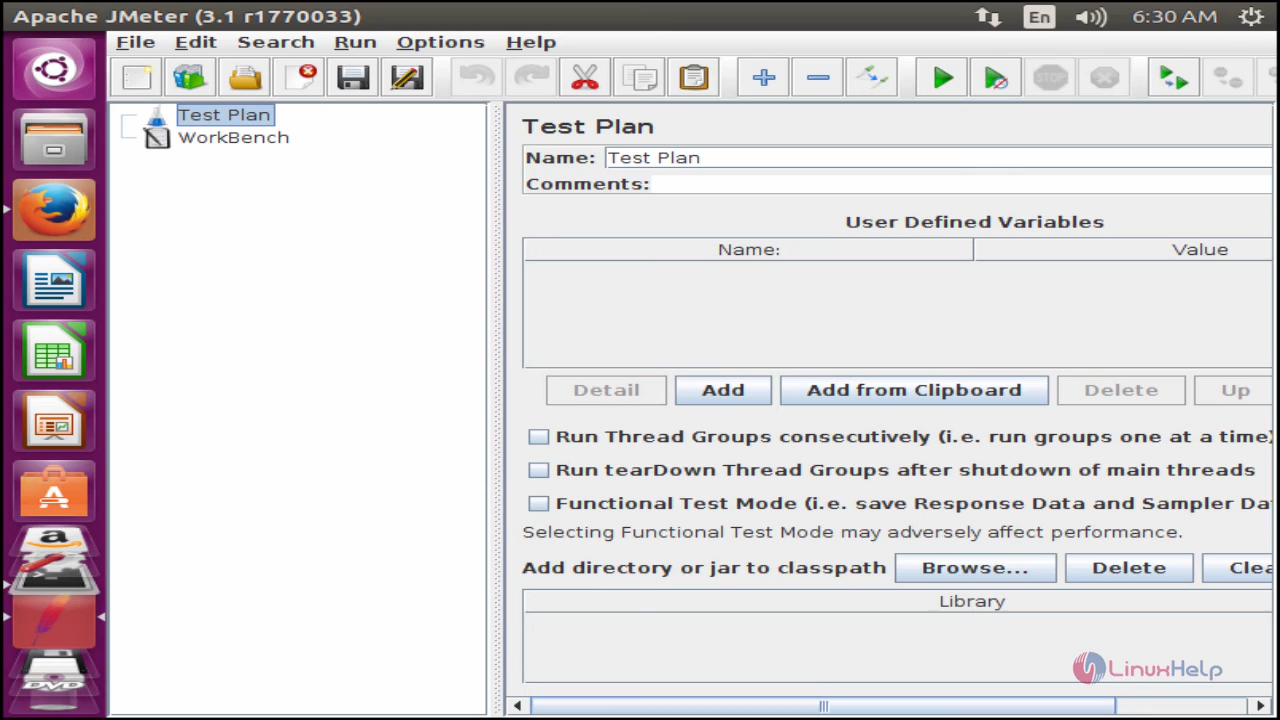 Apache JMeter (3.1 r1770033)
En
6:30 AM
File Edit Search Run Options Help
STOP
Test Plan
WorkBench
Test Plan
Name: Test Plan
Comments:
User Defined Variables
Name: Value
Detail Add Add from Clipboard Delete Up
Run Thread Groups consecutively (i.e. run groups one at a time)
Run tearDown Thread Groups after shutdown of main threads
Functional Test Mode (i.e. save Response Data and Sampler Da
Selecting Functional Test Mode may adversely affect performance.
Add directory or jar to classpath Browse... Delete Clea
Library
LinuxHelp
DVD